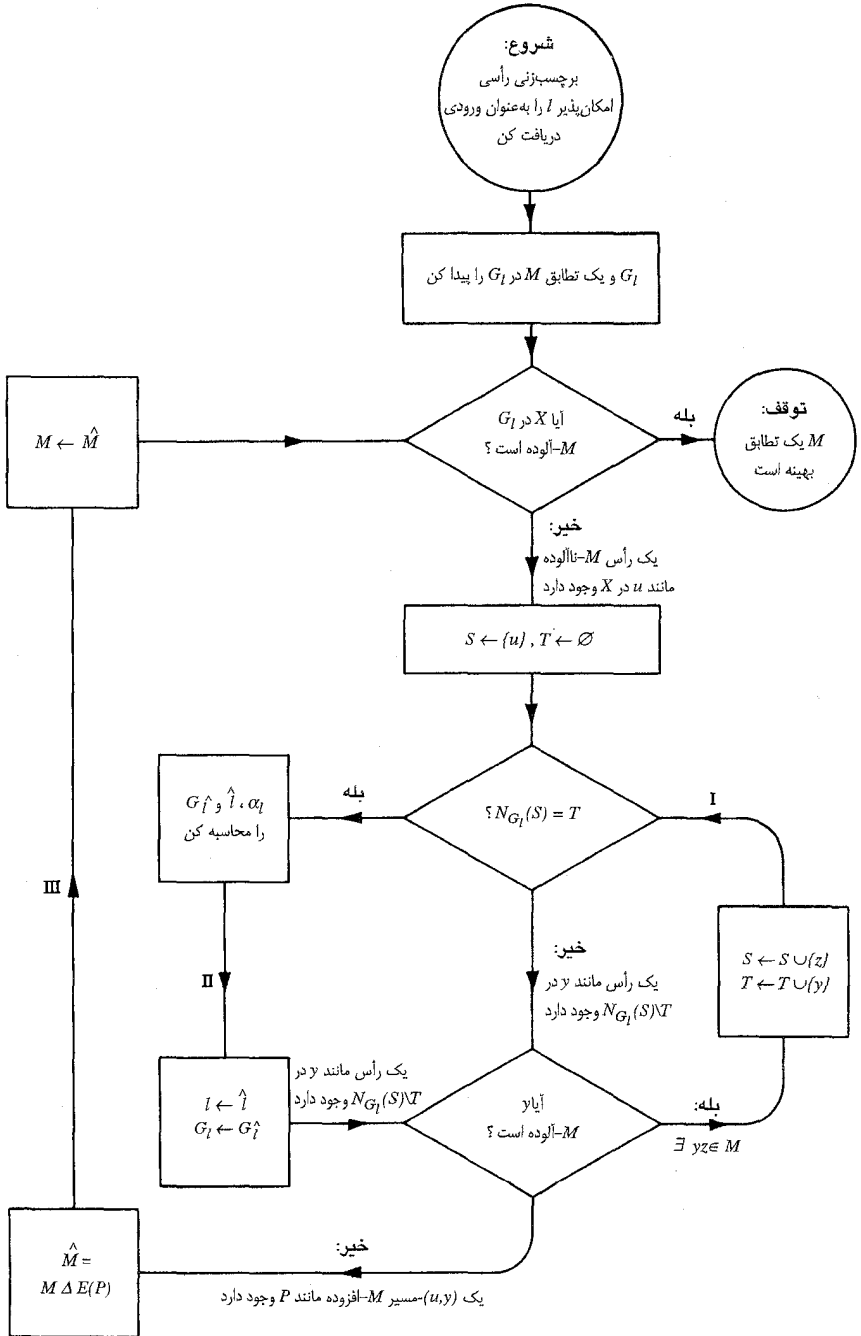 شروع:
برچسب‌زنی رأسی
امکان‌پذیر l را به‌عنوان ورودی
دریافت کن
G_l و یک تطابق M در G_l را پیدا کن
آیا X در G_l
M-آلوده است ؟
بله
توقف:
M یک تطابق
بهینه است
M ← M̂
خیر:
یک رأس M-ناآلوده
مانند u در X وجود دارد
S ← {u} , T ← ∅
N_{G_l}(S) = T ؟
بله
α_l ، l̂ و G_l̂
را محاسبه کن
I
S ← S ∪ {z}
T ← T ∪ {y}
III
II
خیر:
یک رأس مانند y در
N_{G_l}(S)\T وجود دارد
l ← l̂
G_l ← G_l̂
یک رأس مانند y در
N_{G_l}(S)\T وجود دارد
آیا y
M-آلوده است ؟
بله:
∃ yz ∈ M
خیر:
یک (u,y)-مسیر M-افزوده مانند P وجود دارد
M̂ =
M Δ E(P)